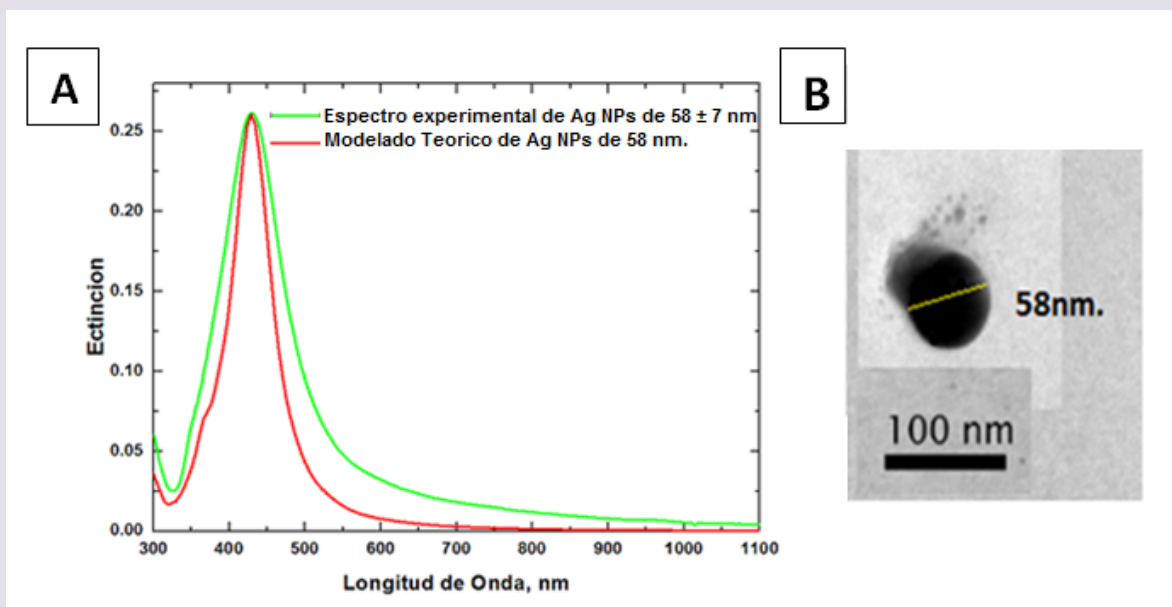 A
Espectro experimental de Ag NPs de 58 ± 7 nm
Modelado Teorico de Ag NPs de 58 nm.
0.25
0.20
0.15
0.10
0.05
0.00
Ectincion
300 400 500 600 700 800 900 1000 1100
Longitud de Onda, nm
B
58nm.
100 nm